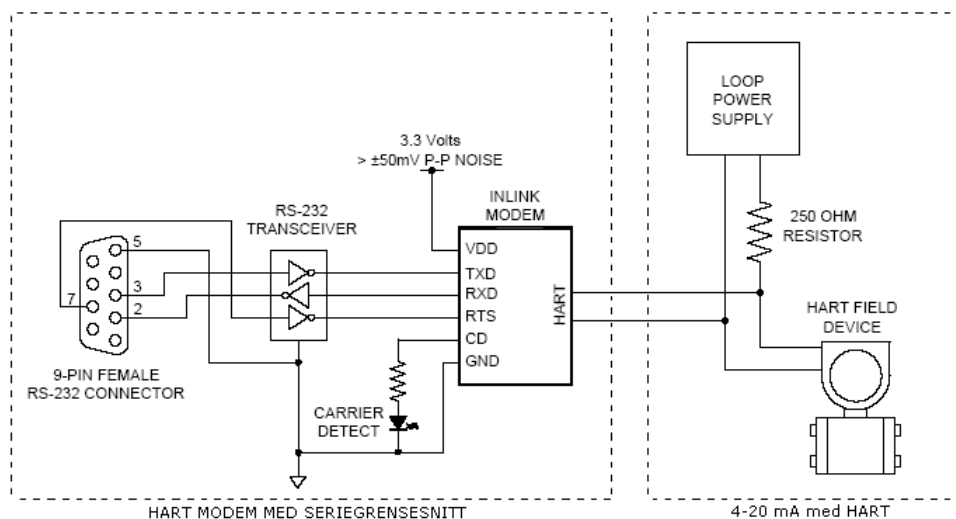 LOOP
POWER
SUPPLY
3.3 Volts
> ±50mV P-P NOISE
INLINK
MODEM
RS-232
TRANSCEIVER
250 OHM
RESISTOR
5
3
7
2
VDD
TXD
RXD
RTS
CD
GND
HART
HART FIELD
DEVICE
9-PIN FEMALE
RS-232 CONNECTOR
CARRIER
DETECT
HART MODEM MED SERIEGRENSESNITT
4-20 mA med HART